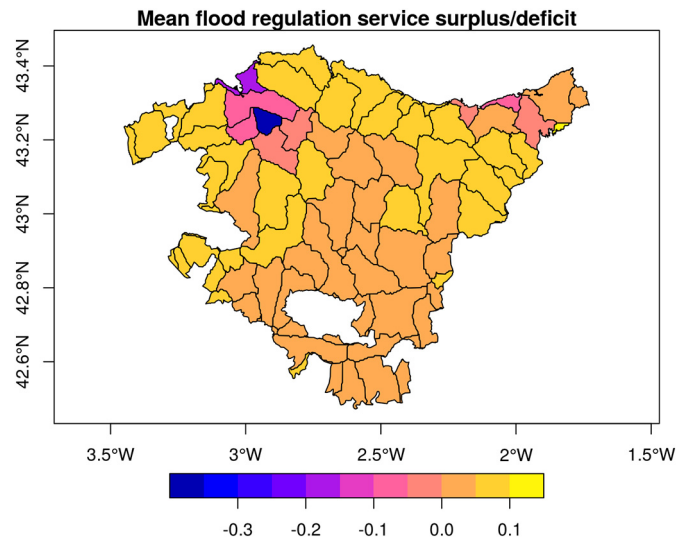 Mean flood regulation service surplus/deficit
43.4°N
43.2°N
43°N
42.8°N
42.6°N
3.5°W 3°W 2.5°W 2°W 1.5°W
-0.3 -0.2 -0.1 0.0 0.1